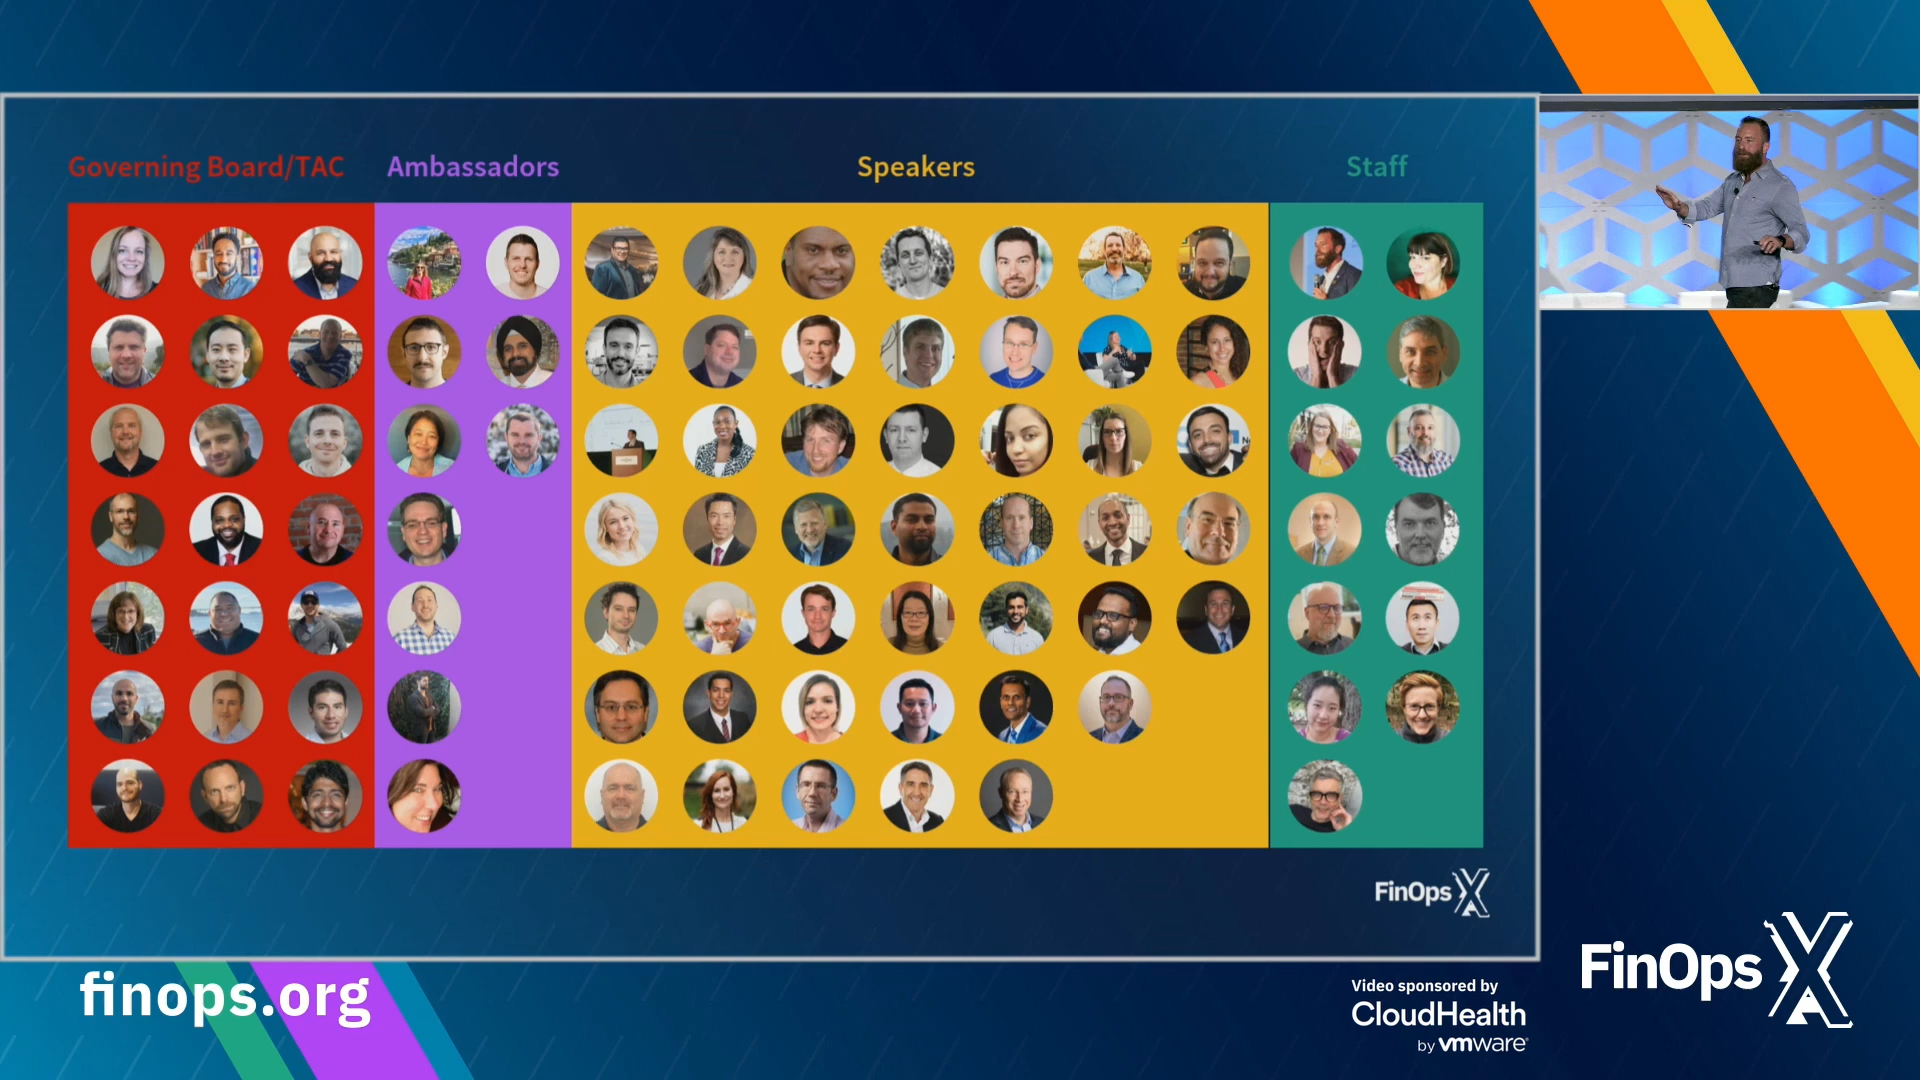 Governing Board/TAC
Ambassadors
Speakers
Staff
FinOps X
finops.org
Video sponsored by
CloudHealth
by vmware
FinOps X